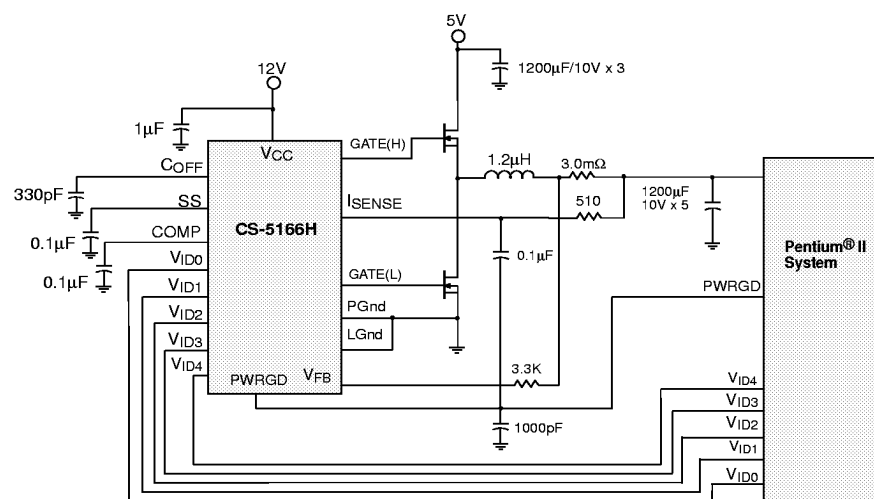 5V
1200μF/10V x 3
12V
1μF
VCC
GATE(H)
COFF
330pF
SS
0.1μF
COMP
0.1μF
VID0
VID1
VID2
VID3
VID4
CS-5166H
ISENSE
GATE(L)
PGnd
LGnd
PWRGD
VFB
1.2μH
3.0mΩ
510
0.1μF
3.3K
1000pF
1200μF
10V x 5
Pentium® II
System
PWRGD
VID4
VID3
VID2
VID1
VID0